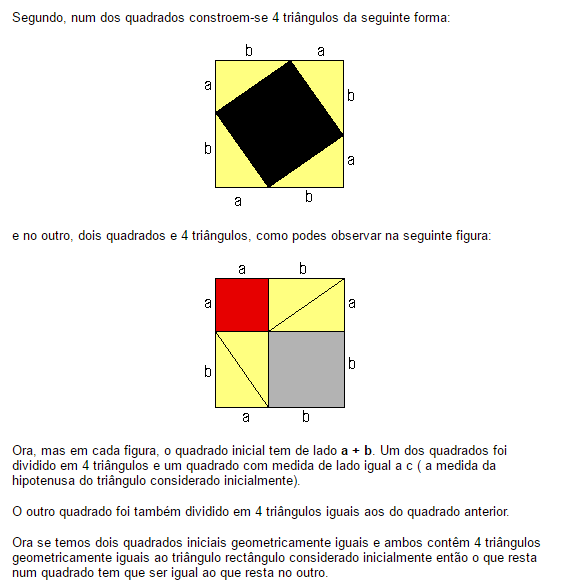 Segundo, num dos quadrados constroem-se 4 triângulos da seguinte forma:
b a
a b
b a
a b
e no outro, dois quadrados e 4 triângulos, como podes observar na seguinte figura:
a b
a a
b b
a b
Ora, mas em cada figura, o quadrado inicial tem de lado a + b. Um dos quadrados foi
dividido em 4 triângulos e um quadrado com medida de lado igual a c ( a medida da
hipotenusa do triângulo considerado inicialmente).
O outro quadrado foi também dividido em 4 triângulos iguais aos do quadrado anterior.
Ora se temos dois quadrados iniciais geometricamente iguais e ambos contêm 4 triângulos
geometricamente iguais ao triângulo rectângulo considerado inicialmente então o que resta
num quadrado tem que ser igual ao que resta no outro.